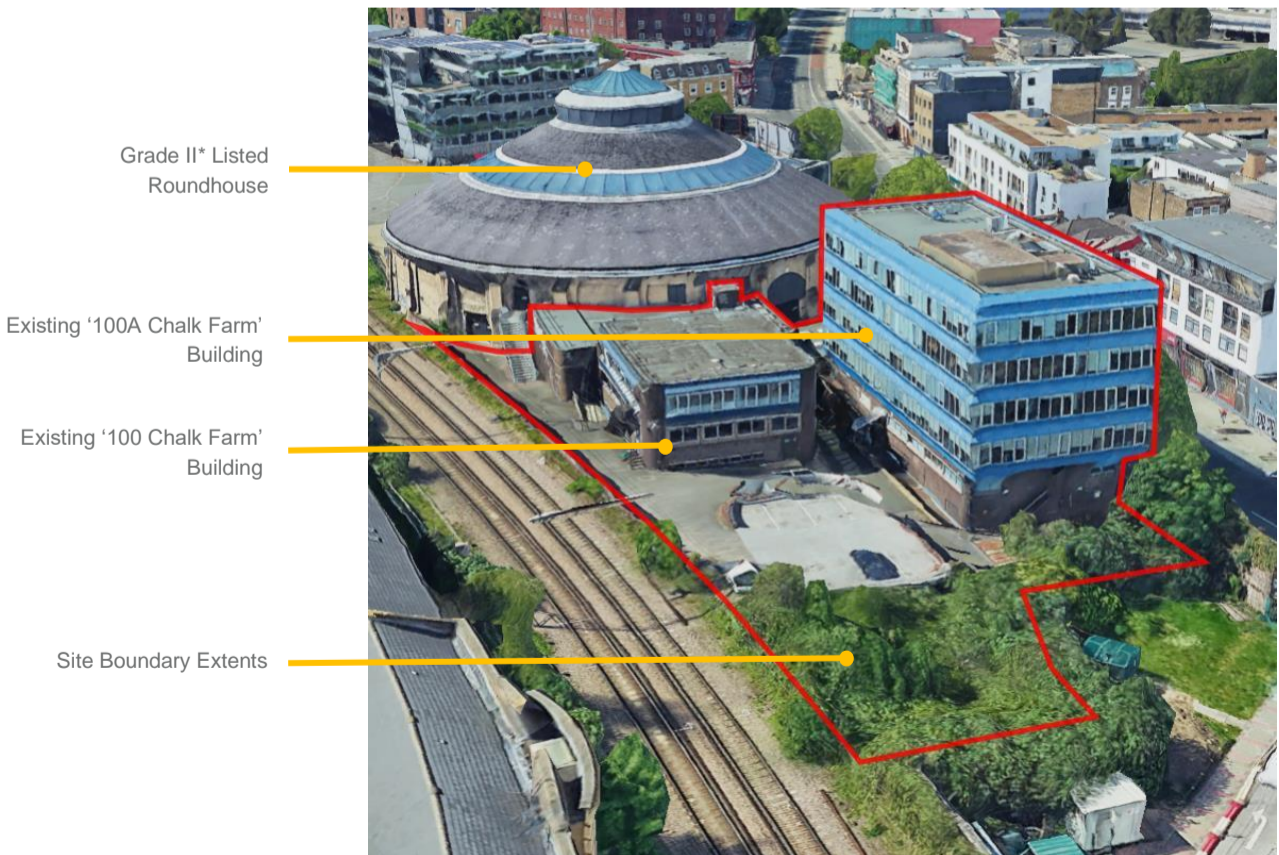 Grade II* Listed
Roundhouse
Existing ‘100A Chalk Farm’
Building
Existing ‘100 Chalk Farm’
Building
Site Boundary Extents